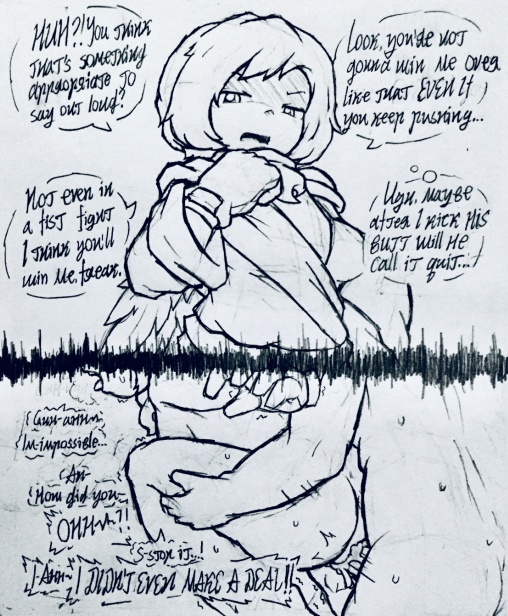 HUH?! You think
that's something
appropriate to
say out loud?
Look, you're not
gonna win me over
like that EVEN if
you keep pushing...
Not even in
a fist fight
I think you'll
win me, freak.
Ugh, maybe
after I kick his
BUTT will he
call it quit...!
Guh-ahhh
Im-impossible...
Ah-
How did you-
OHH~?!
S-stop it..!
I-Ahh~ I DIDN'T EVEN MAKE A DEAL!!